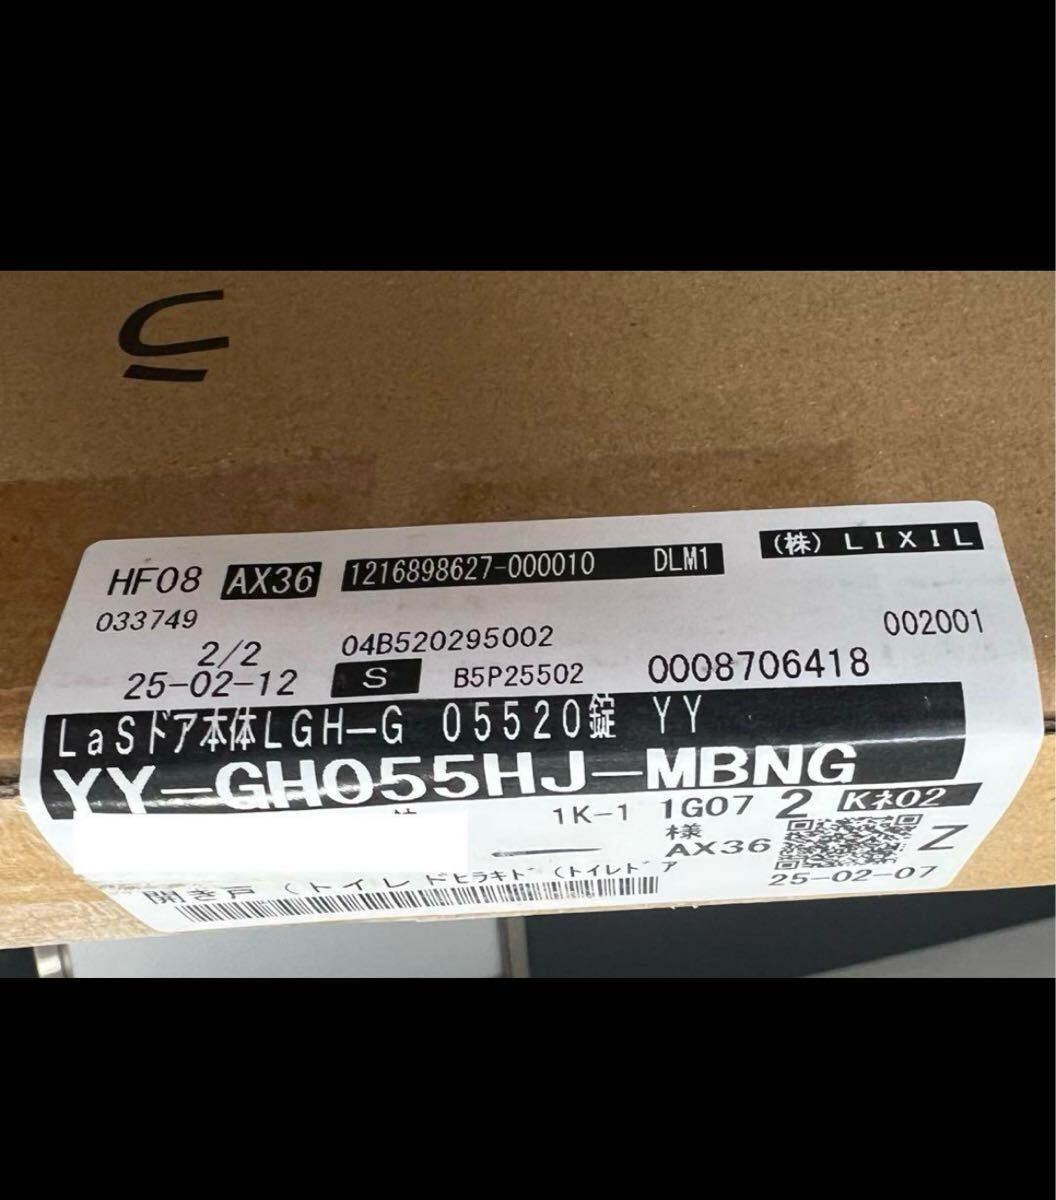 HF08 AX36 1216898627-000010 DLM1 (株) LIXIL
033749
04B520295002 002001
2/2
25-02-12 S B5P25502 0008706418
LaSドア本体LGH-G 05520錠 YY
YY-GH055HJ-MBNG
1K-1 1G07 2 Kネ02
様
AX36 Z
開き戸(トイレドヒラキド(トイレドア
25-02-07